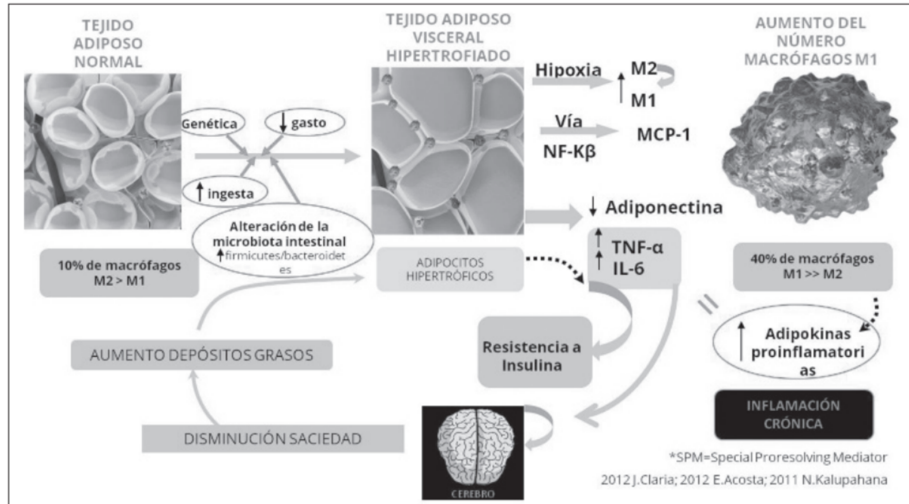 TEJIDO
ADIPOSO
NORMAL
TEJIDO ADIPOSO
VISCERAL
HIPERTROFIADO
AUMENTO DEL
NÚMERO
MACRÓFAGOS M1
Genética
gasto
ingesta
Alteración de la
microbiota intestinal
firmicutes/bacteroidet
es
Hipoxia
M2
M1
Vía
NF-Kβ
MCP-1
Adiponectina
TNF-α
IL-6
10% de macrófagos
M2 > M1
ADIPOCITOS
HIPERTRÓFICOS
40% de macrófagos
M1 >> M2
Resistencia a
Insulina
=
Adipokinas
proinflamatori
as
AUMENTO DEPÓSITOS GRASOS
DISMINUCIÓN SACIEDAD
CEREBRO
INFLAMACIÓN
CRÓNICA
*SPM=Special Proresolving Mediator
2012 J.Claria; 2012 E.Acosta; 2011 N.Kalupahana